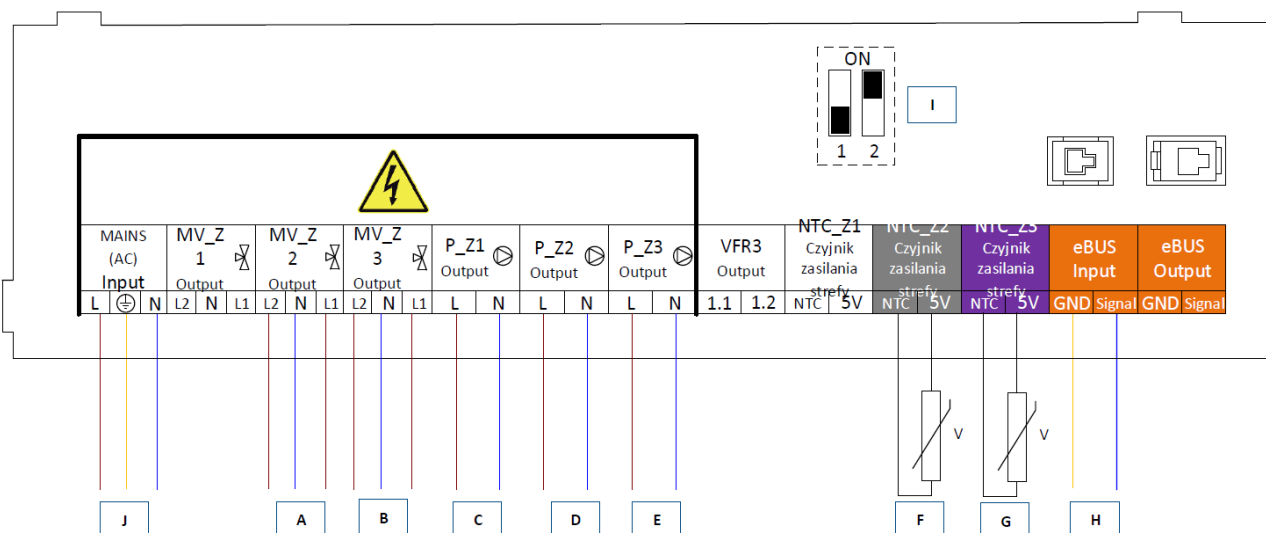 ON
1 2
I
MAINS
(AC)
Input
MV_Z
1
Output
MV_Z
2
Output
MV_Z
3
Output
P_Z1
Output
P_Z2
Output
P_Z3
Output
VFR3
Output
NTC_Z1
Czyjnik
zasilania
strefy
NTC_Z2
Czyjnik
zasilania
strefy
NTC_Z3
Czyjnik
zasilania
strefy
eBUS
Input
eBUS
Output
L N L2 N L1 L2 N L1 L2 N L1 L N L N L N 1.1 1.2 NTC 5V NTC 5V NTC 5V GND Signal GND Signal
V V
J A B C D E F G H